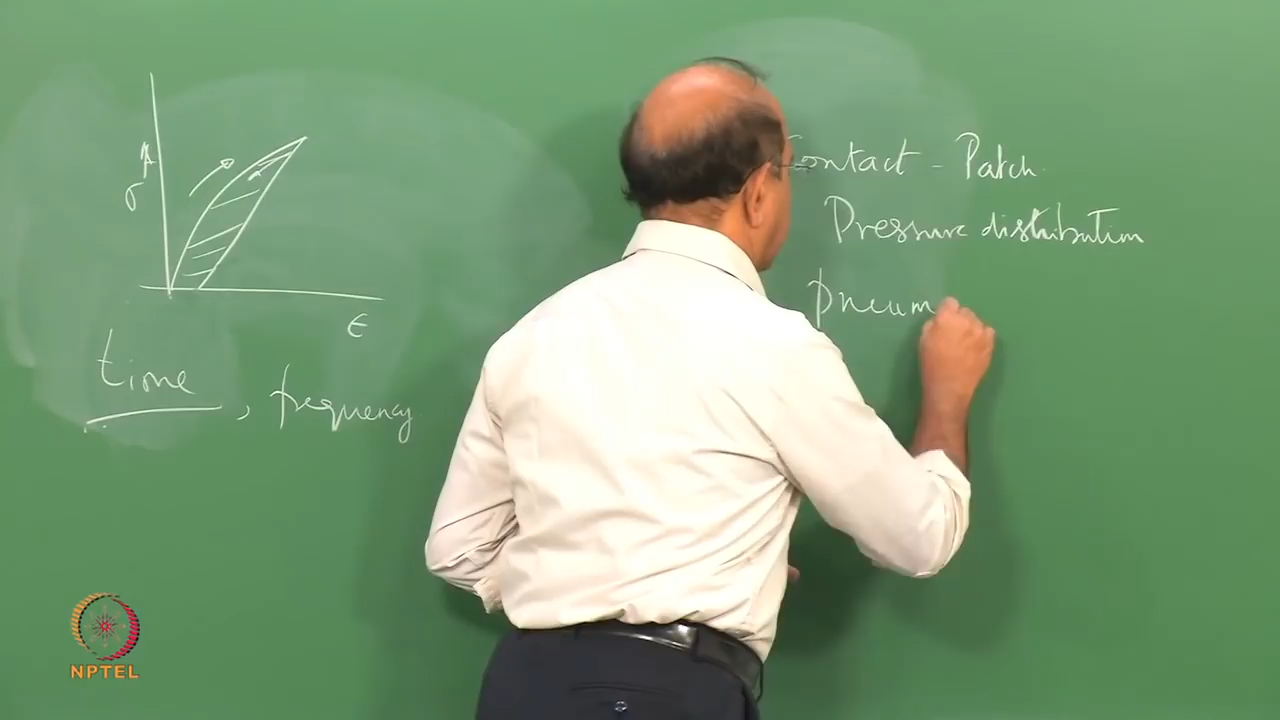 σ
ε
time, frequency
Contact - Patch
Pressure distribution
pneum
NPTEL